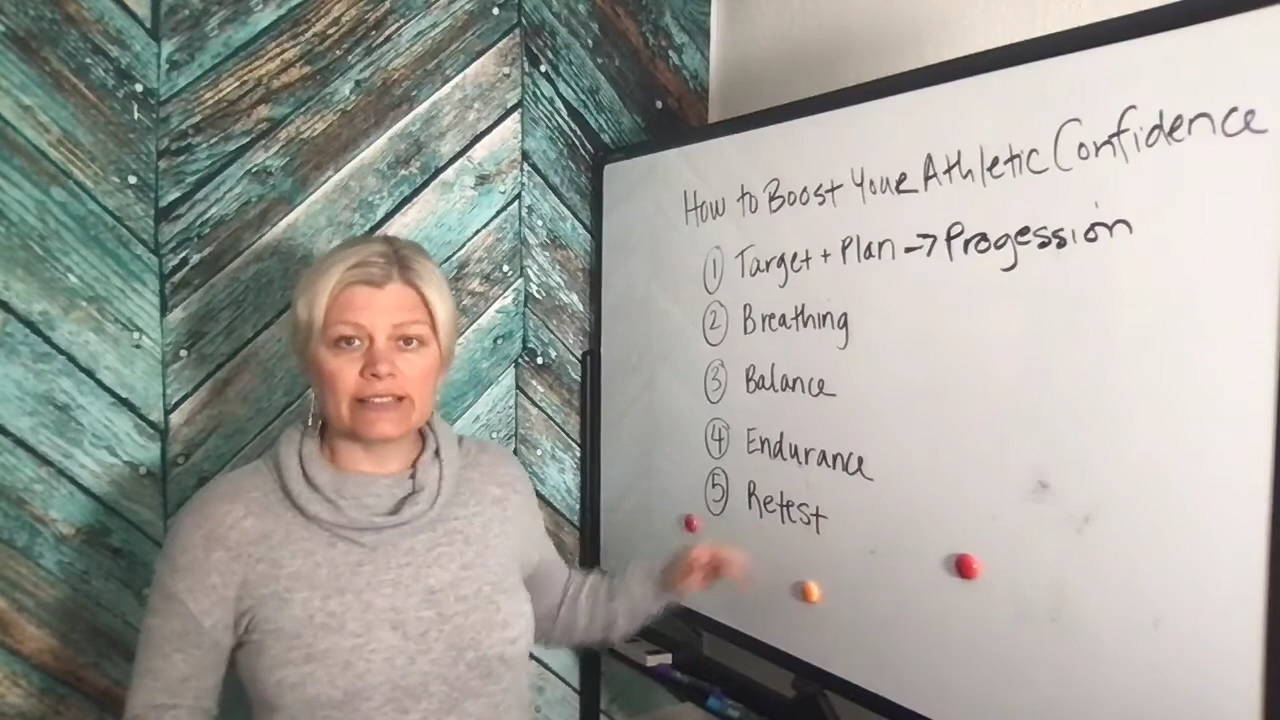 How to Boost Your Athletic Confidence
① Target + Plan → Progession
② Breathing
③ Balance
④ Endurance
⑤ Retest